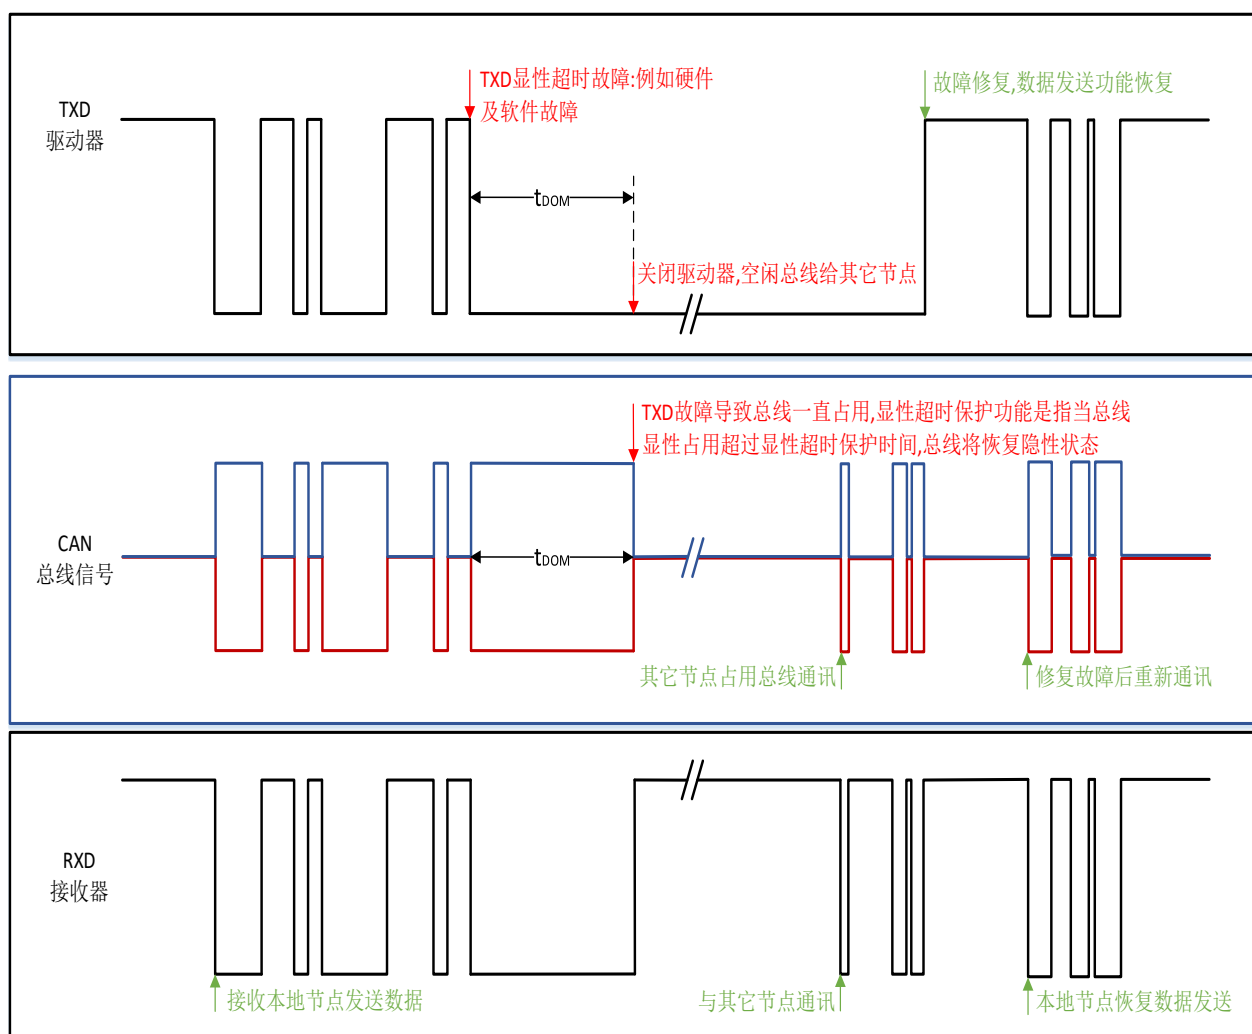 TXD显性超时故障:例如硬件
及软件故障
故障修复,数据发送功能恢复
TXD
驱动器
tDOM
关闭驱动器,空闲总线给其它节点
TXD故障导致总线一直占用,显性超时保护功能是指当总线
显性占用超过显性超时保护时间,总线将恢复隐性状态
CAN
总线信号
tDOM
其它节点占用总线通讯
修复故障后重新通讯
RXD
接收器
接收本地节点发送数据
与其它节点通讯
本地节点恢复数据发送